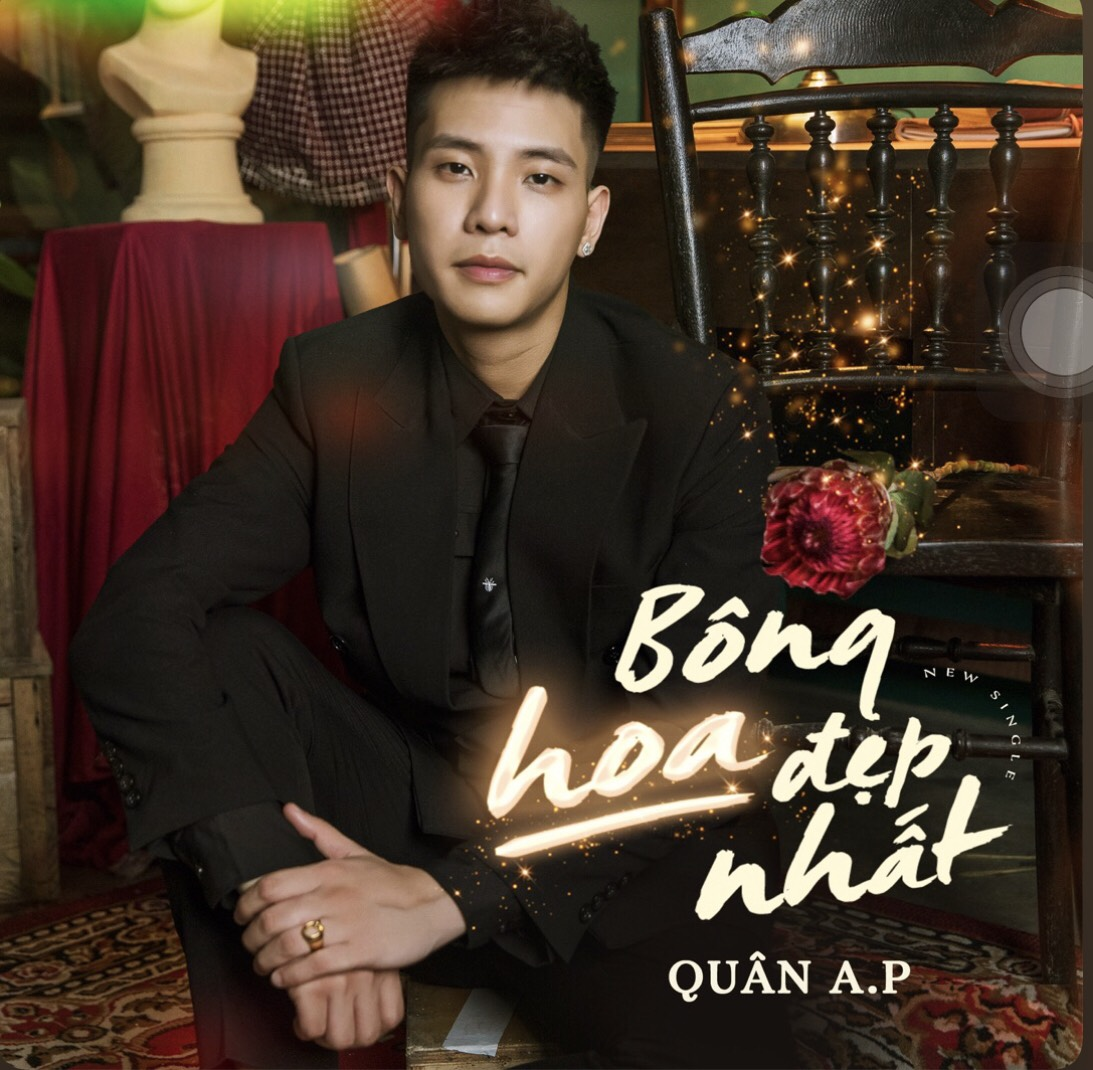 Bông
NEW SINGLE
hoa đẹp
nhất
QUÂN A.P